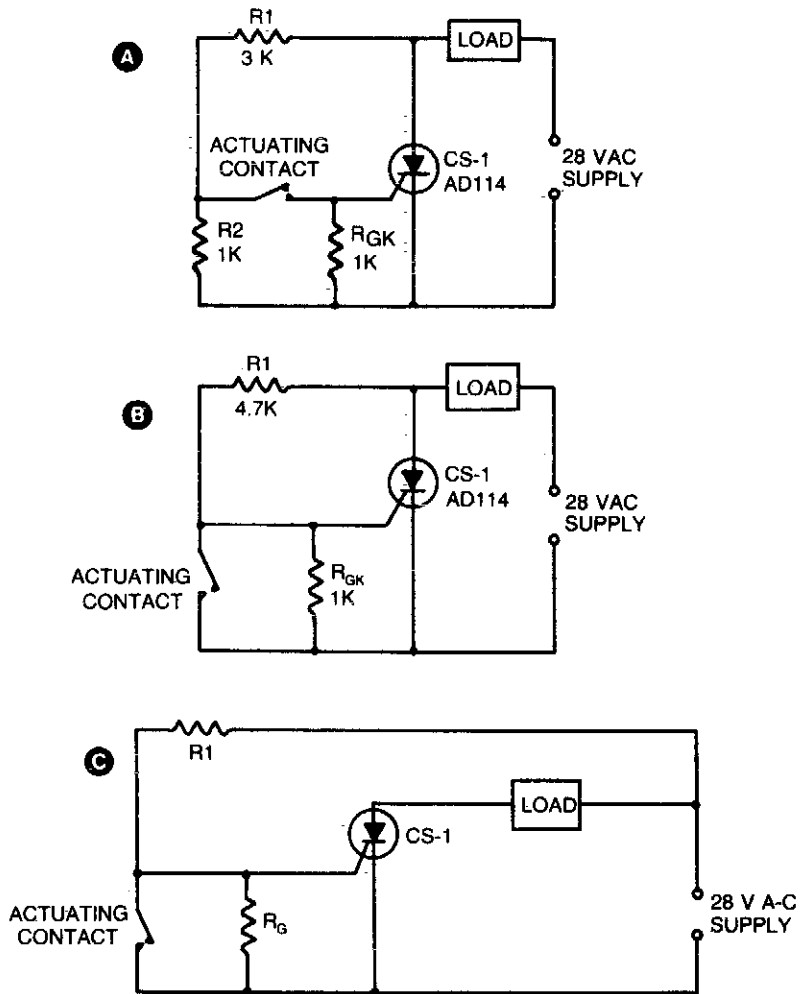 A
R1
3 K
LOAD
ACTUATING
CONTACT
CS-1
AD114
28 VAC
SUPPLY
R2
1K
RGK
1K
B
R1
4.7K
LOAD
CS-1
AD114
28 VAC
SUPPLY
ACTUATING
CONTACT
RGK
1K
C
R1
LOAD
CS-1
ACTUATING
CONTACT
RG
28 V A-C
SUPPLY